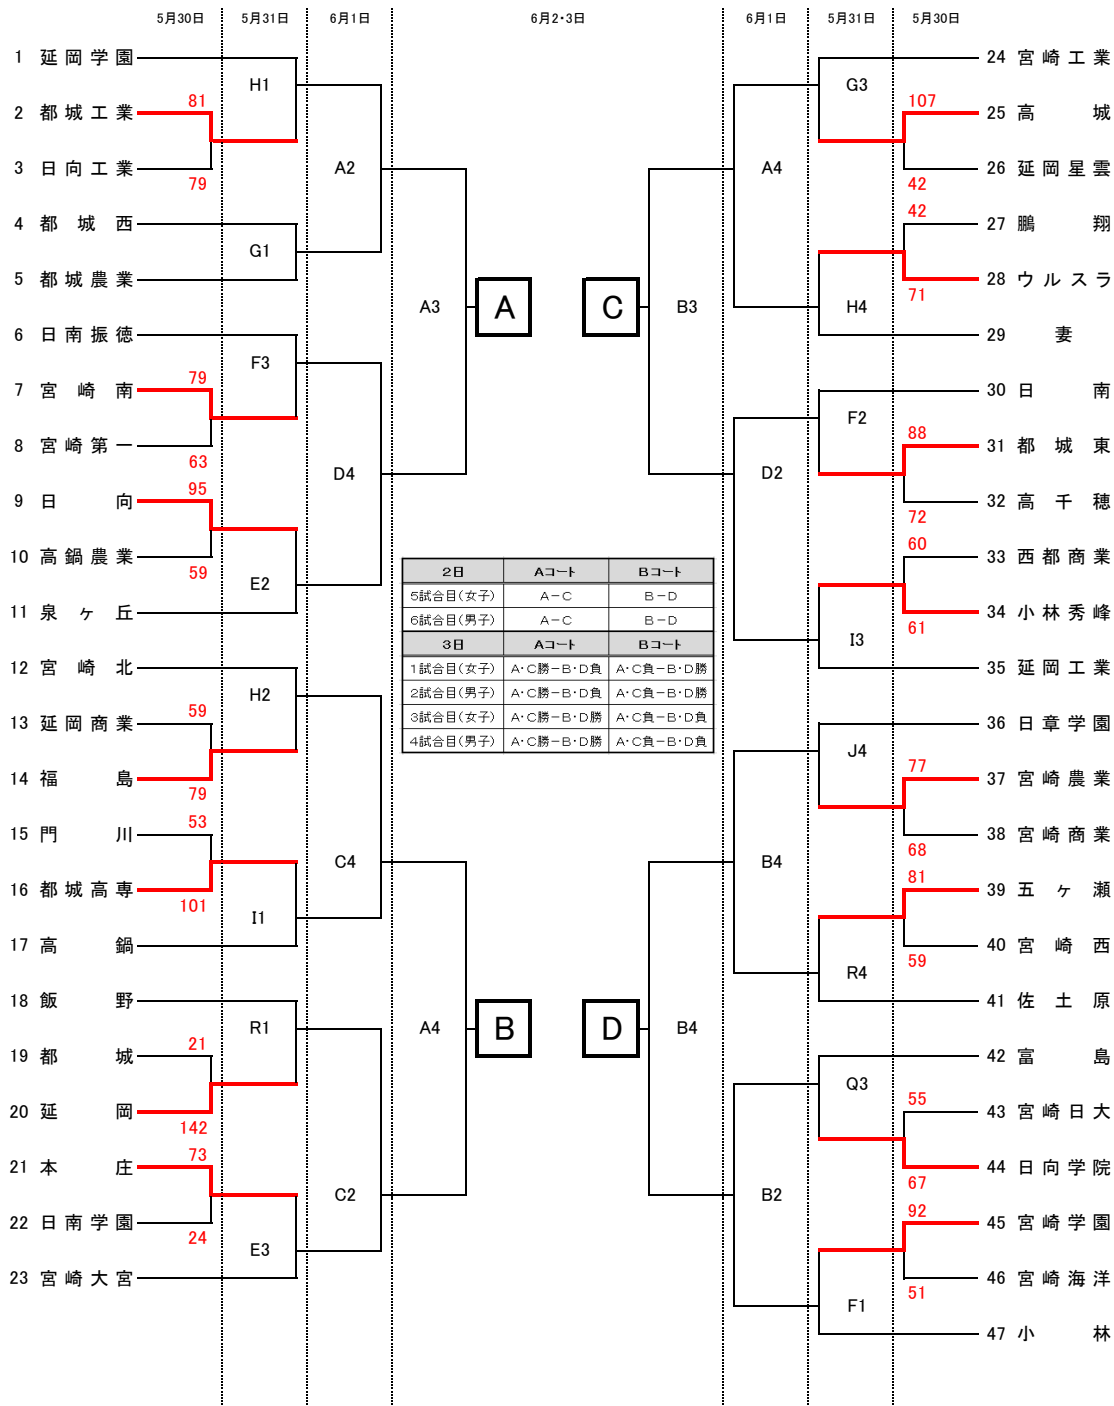 5月30日 5月31日 6月1日 6月2・3日 6月1日 5月31日 5月30日
1 延岡学園
H1
81
2 都城工業
3 日向工業
79
A2
4 都城西
G1
5 都城農業
A3
A
6 日南振徳
F3
79
7 宮崎南
8 宮崎第一
63
D4
95
9 日向
10 高鍋農業
59
E2
11 泉ヶ丘
12 宮崎北
H2
59
13 延岡商業
14 福島
79
53
15 門川
C4
16 都城高専
101
I1
17 高鍋
18 飯野
R1
A4
B
21
19 都城
20 延岡
142
73
21 本庄
C2
22 日南学園
24
E3
23 宮崎大宮
2日 Aコート Bコート
5試合目(女子) A-C B-D
6試合目(男子) A-C B-D
3日 Aコート Bコート
1試合目(女子) A・C勝-B・D負 A・C負-B・D勝
2試合目(男子) A・C勝-B・D負 A・C負-B・D勝
3試合目(女子) A・C勝-B・D勝 A・C負-B・D負
4試合目(男子) A・C勝-B・D勝 A・C負-B・D負
24 宮崎工業
G3
107
25 高城
A4
26 延岡星雲
42
42
27 鵬翔
C
B3
28 ウルスラ
71
H4
29 妻
30 日南
F2
88
31 都城東
D2
32 高千穂
72
60
33 西都商業
34 小林秀峰
61
I3
35 延岡工業
36 日章学園
J4
77
37 宮崎農業
38 宮崎商業
68
B4
81
39 五ヶ瀬
40 宮崎西
59
R4
41 佐土原
D
B4
42 富島
Q3
55
43 宮崎日大
44 日向学院
67
B2
92
45 宮崎学園
46 宮崎海洋
51
F1
47 小林